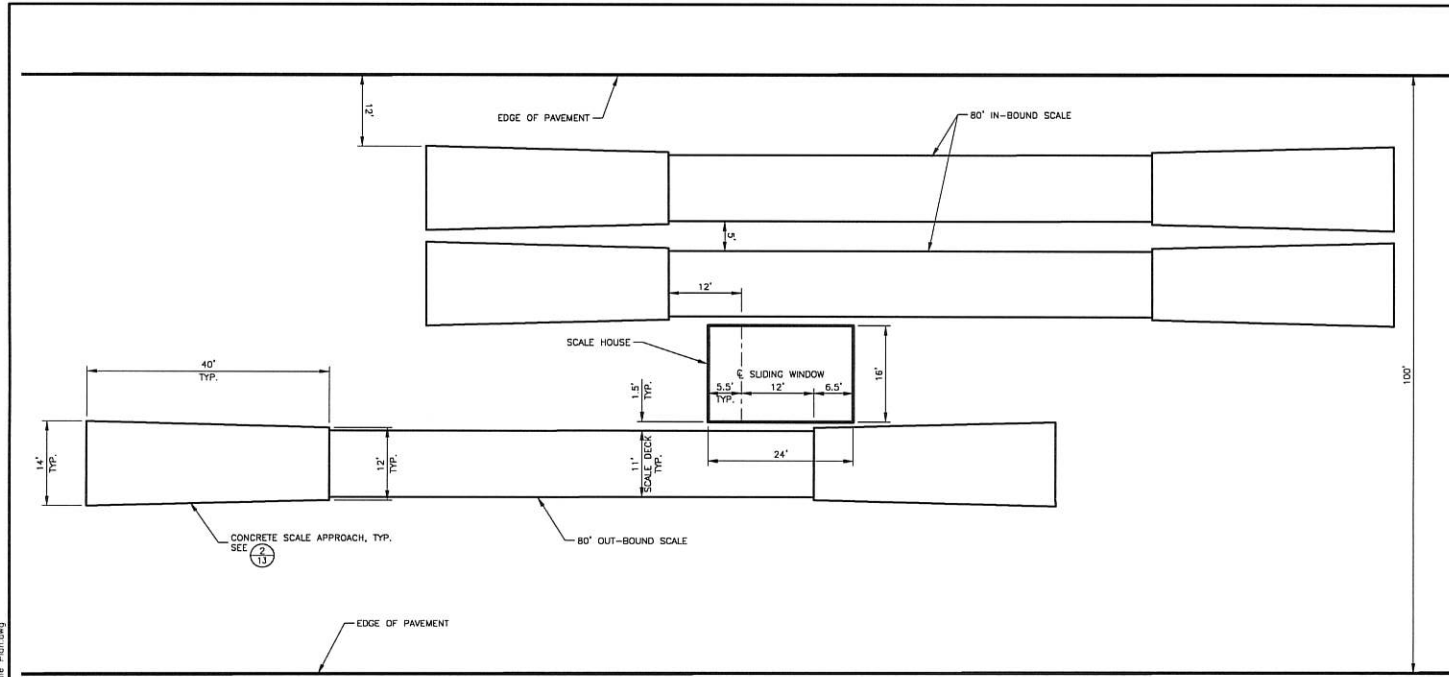 12'
EDGE OF PAVEMENT
80' IN-BOUND SCALE
5'
12'
SCALE HOUSE
℄ SLIDING WINDOW
5.5'
TYP.
12'
6.5'
16'
1.5'
TYP.
100'
40'
TYP.
24'
14'
TYP.
12'
TYP.
11'
SCALE DECK
TYP.
CONCRETE SCALE APPROACH, TYP.
SEE 2
13
80' OUT-BOUND SCALE
EDGE OF PAVEMENT
Plan.dwg